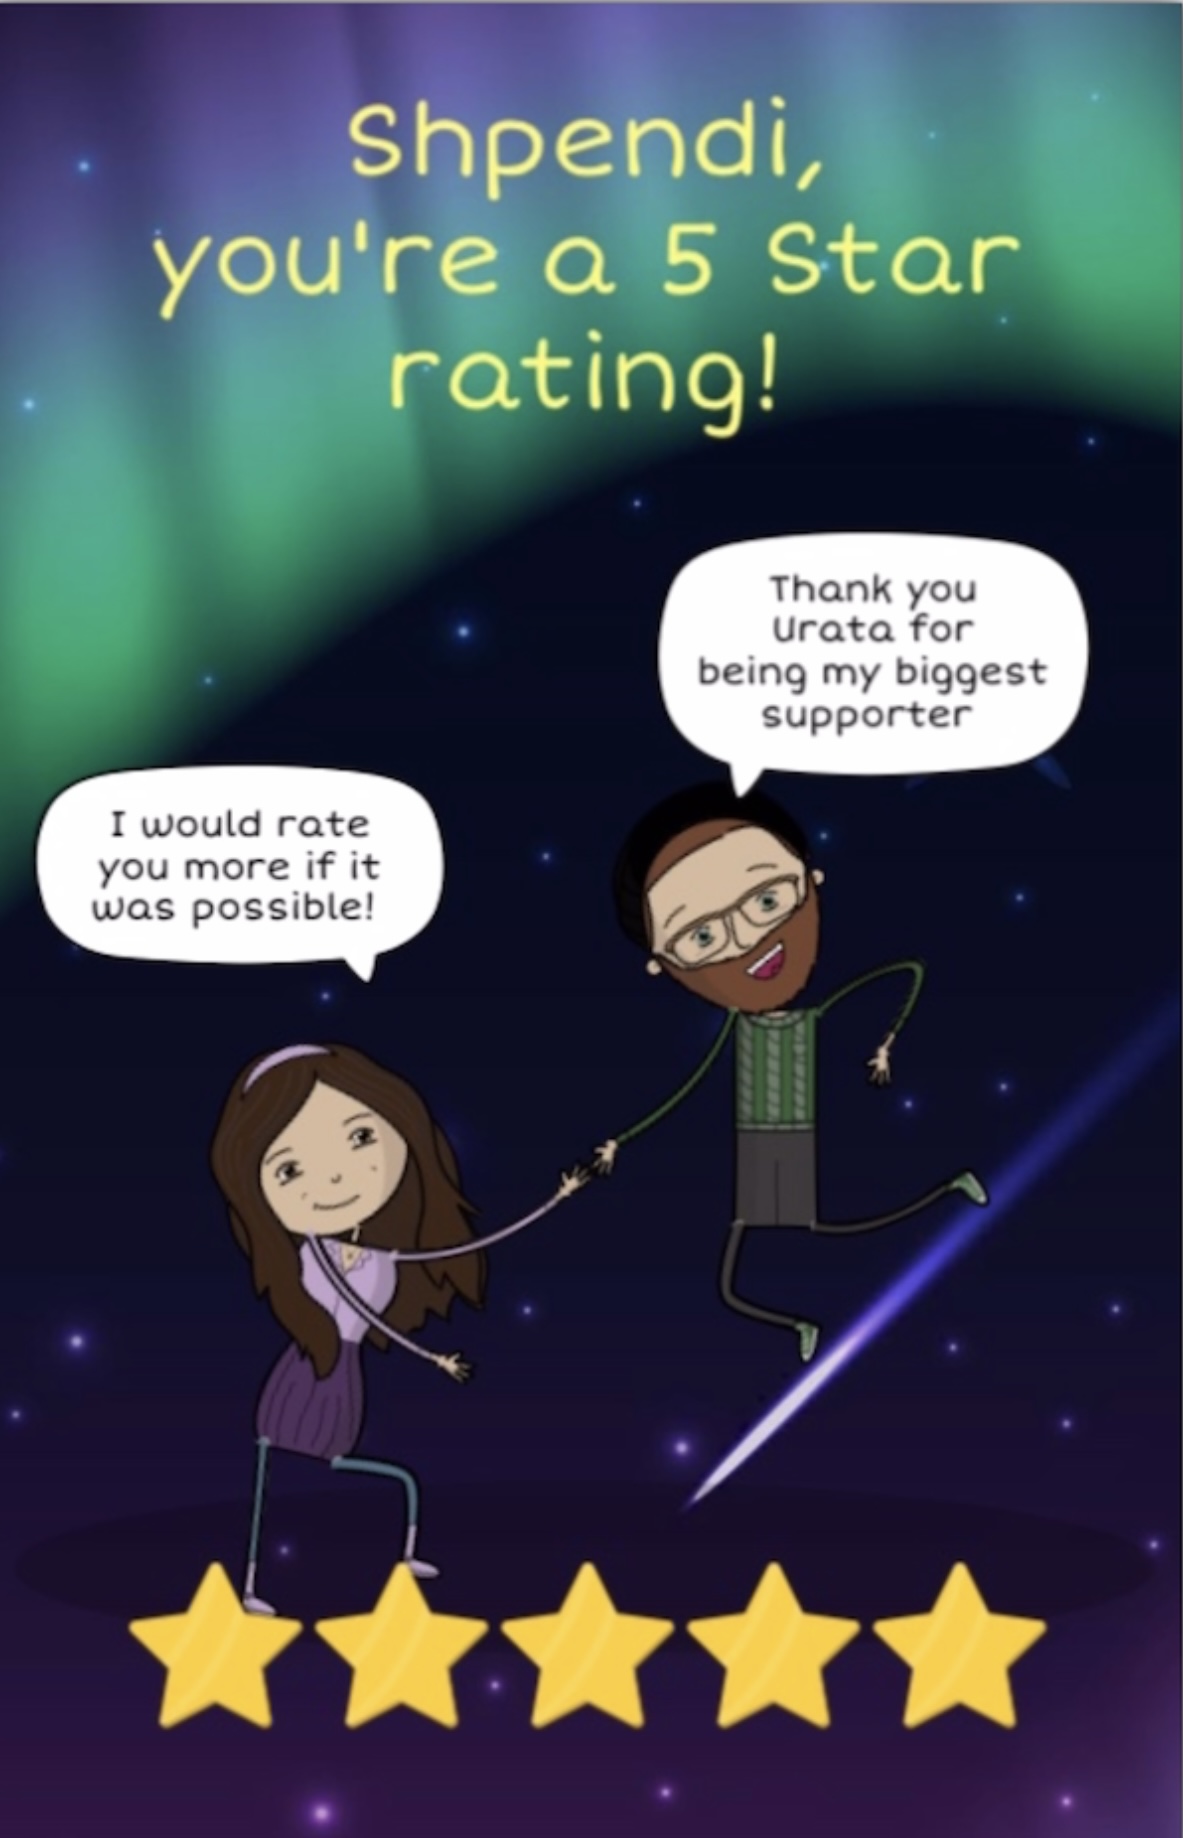 Shpendi,
you're a 5 Star
rating!
Thank you
Urata for
being my biggest
supporter
I would rate
you more if it
was possible!